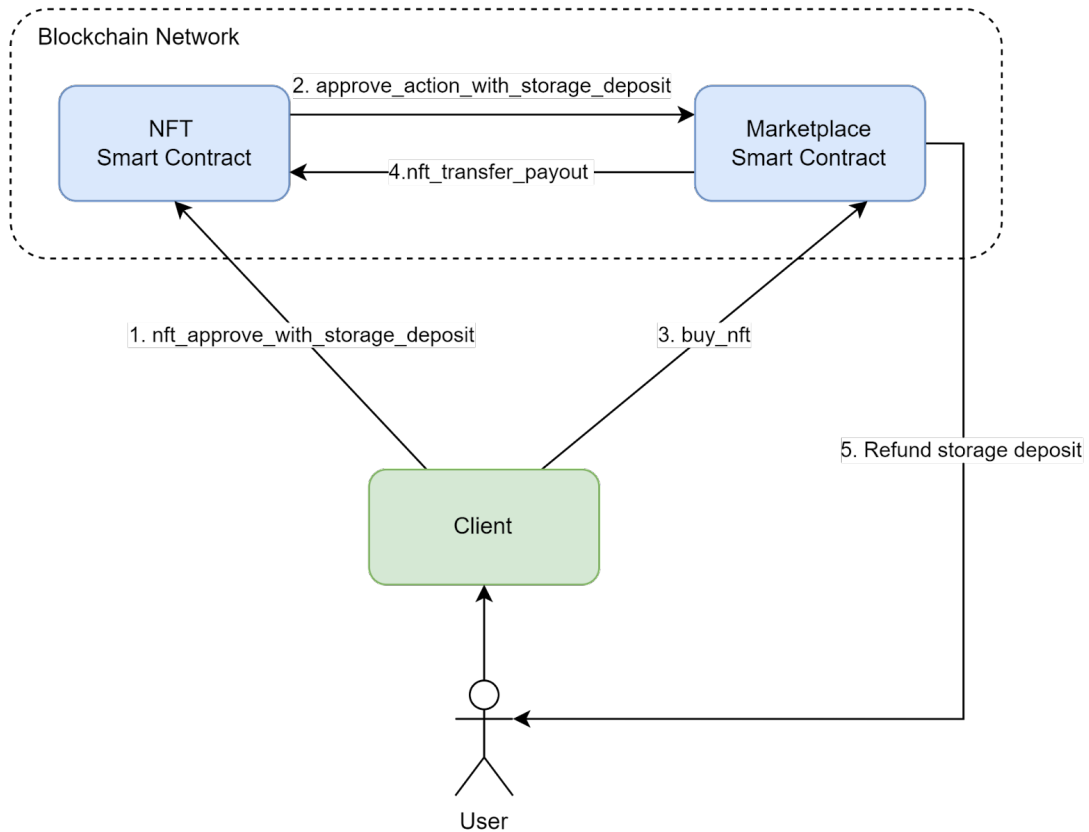 Blockchain Network
2. approve_action_with_storage_deposit
NFT
Smart Contract
Marketplace
Smart Contract
4.nft_transfer_payout
1. nft_approve_with_storage_deposit
3. buy_nft
5. Refund storage deposit
Client
User